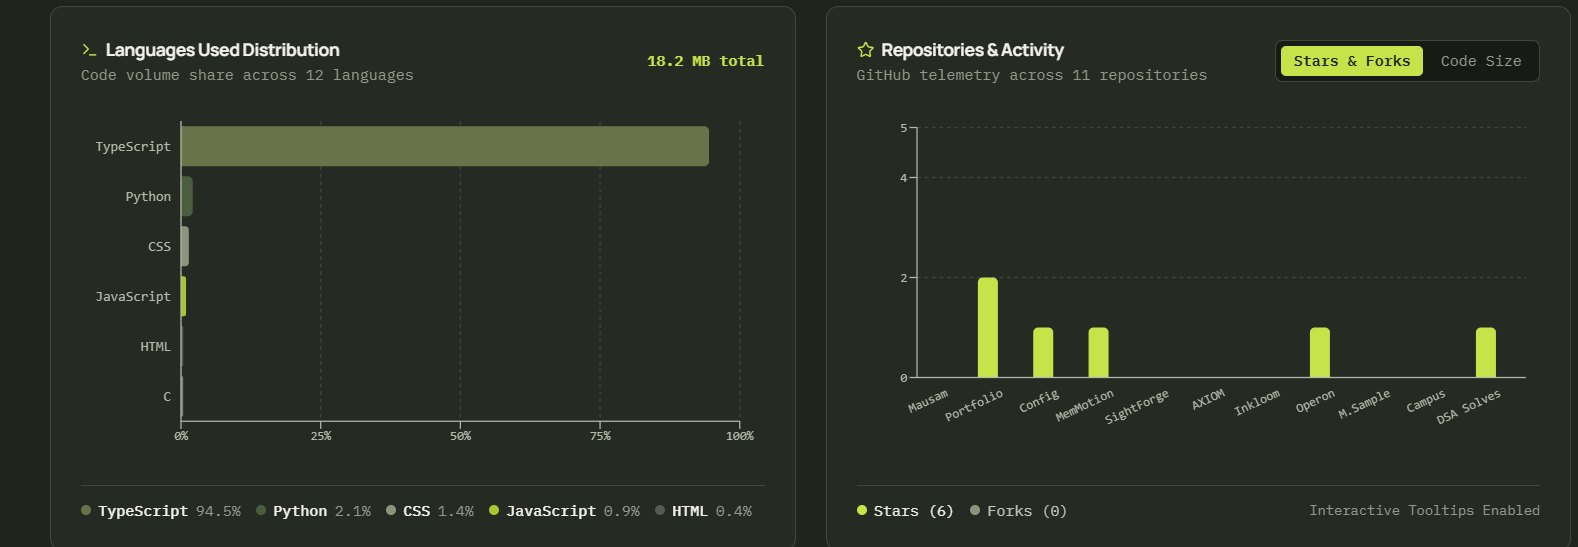 Languages Used Distribution
Code volume share across 12 languages
18.2 MB total
TypeScript
Python
CSS
JavaScript
HTML
C
0% 25% 50% 75% 100%
TypeScript 94.5% Python 2.1% CSS 1.4% JavaScript 0.9% HTML 0.4%
Repositories & Activity
GitHub telemetry across 11 repositories
Stars & Forks Code Size
5
4
2
0
Mausam Portfolio Config MemMotion SightForge AXIOM Inkloom Operon M.Sample Campus DSA Solves
Stars (6) Forks (0) Interactive Tooltips Enabled